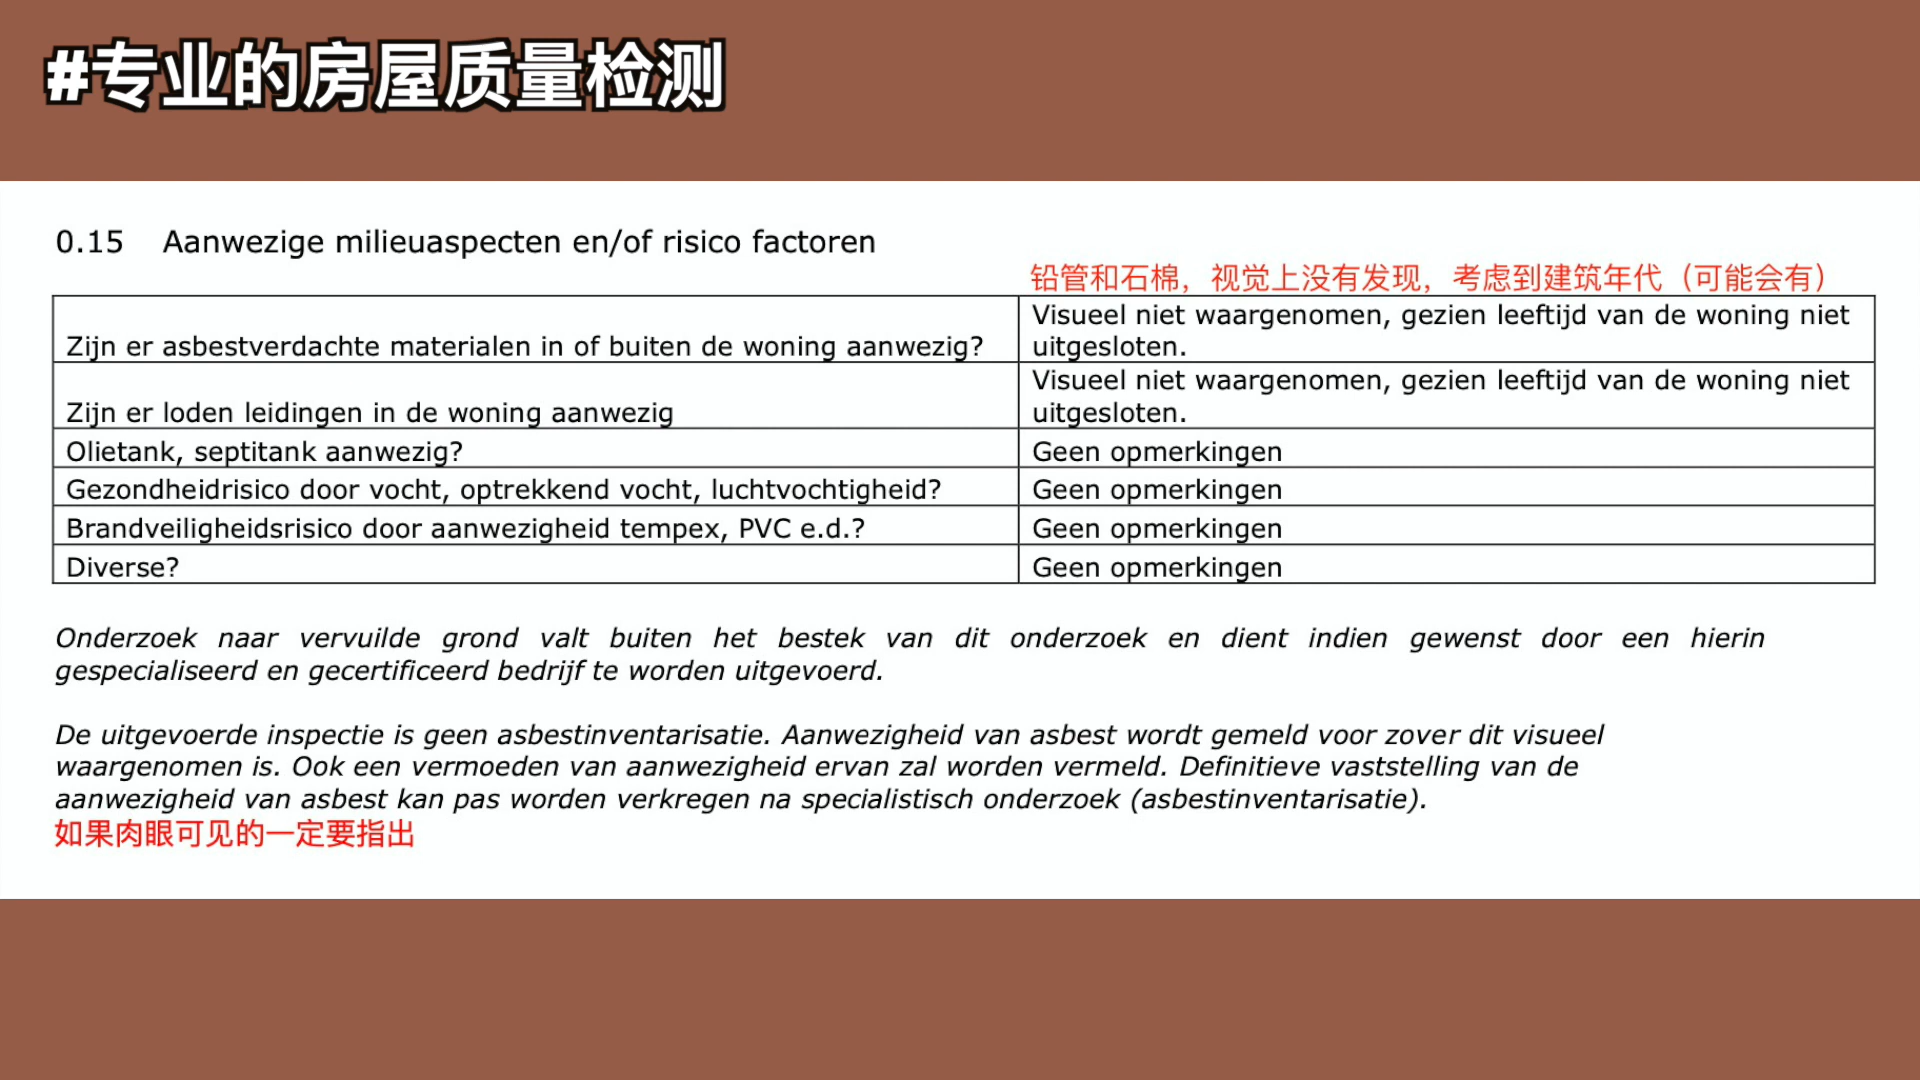 #专业的房屋质量检测
0.15 Aanwezige milieuaspecten en/of risico factoren
铅管和石棉，视觉上没有发现，考虑到建筑年代（可能会有）
Zijn er asbestverdachte materialen in of buiten de woning aanwezig?
Visueel niet waargenomen, gezien leeftijd van de woning niet
uitgesloten.
Zijn er loden leidingen in de woning aanwezig
Visueel niet waargenomen, gezien leeftijd van de woning niet
uitgesloten.
Olietank, septitank aanwezig?
Geen opmerkingen
Gezondheidrisico door vocht, optrekkend vocht, luchtvochtigheid?
Geen opmerkingen
Brandveiligheidsrisico door aanwezigheid tempex, PVC e.d.?
Geen opmerkingen
Diverse?
Geen opmerkingen
Onderzoek naar vervuilde grond valt buiten het bestek van dit onderzoek en dient indien gewenst door een hierin
gespecialiseerd en gecertificeerd bedrijf te worden uitgevoerd.
De uitgevoerde inspectie is geen asbestinventarisatie. Aanwezigheid van asbest wordt gemeld voor zover dit visueel
waargenomen is. Ook een vermoeden van aanwezigheid ervan zal worden vermeld. Definitieve vaststelling van de
aanwezigheid van asbest kan pas worden verkregen na specialistisch onderzoek (asbestinventarisatie).
如果肉眼可见的一定要指出